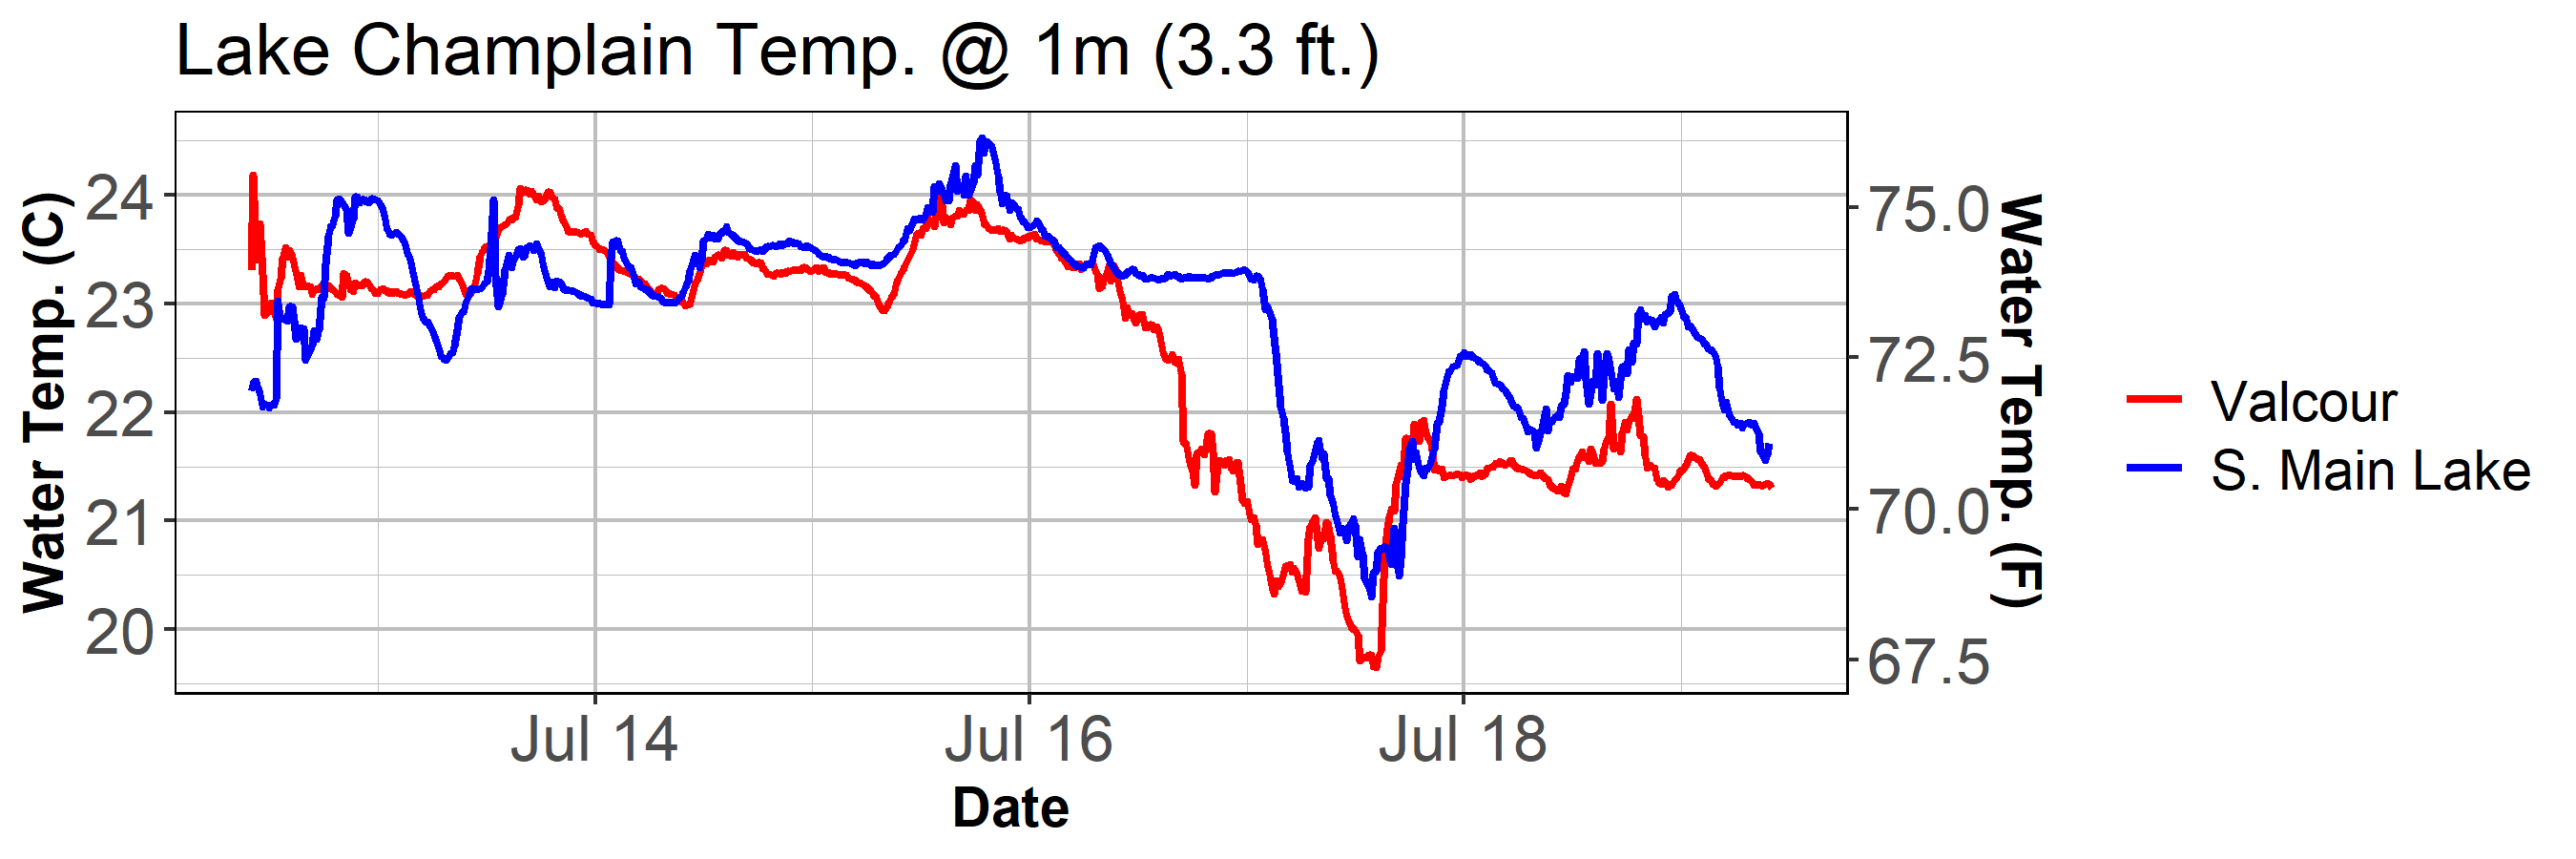 Lake Champlain Temp. @ 1m (3.3 ft.)
Water Temp. (C)
24
23
22
21
20
75.0
72.5
70.0
67.5
Water Temp. (F)
Jul 14
Jul 16
Jul 18
Date
Valcour
S. Main Lake